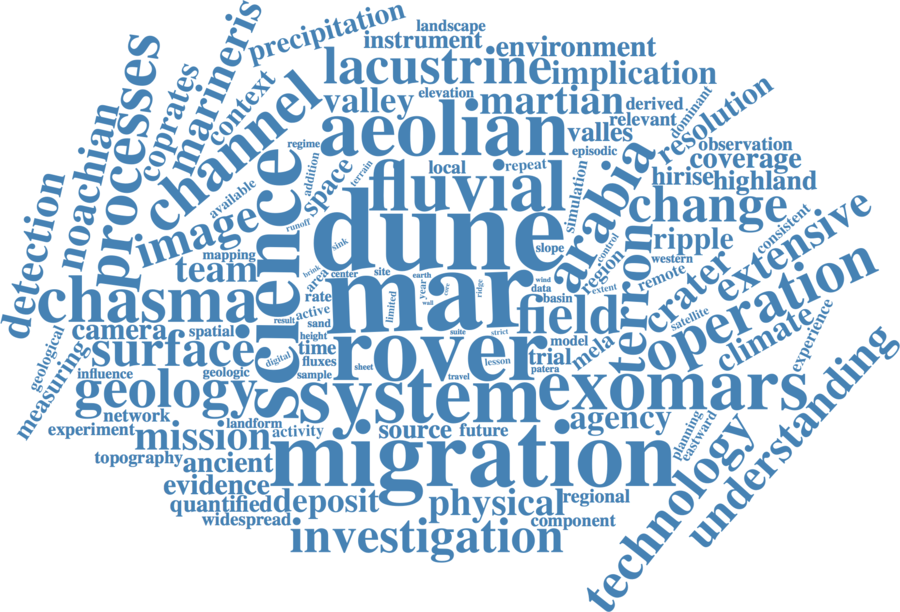 precipitation
landscape
instrument
environment
marineris
lacustrine
implication
processes
coprates
context
channel
valley
elevation
martian
derived
dominant
resolution
relevant
aeolian
valles
episodic
observation
coverage
noachian
regime
addition
space
terrain
local
repeat
simulation
arabia
hirise
highland
detection
available
image
runoff
science
fluvial
dune
change
consistent
extensive
mapping
team
sink
slope
control
region
terron
ripple
western
remote
crater
operation
chasma
brink
area
center
site
mar
earth
year
wall
core
limited
ridge
wind
data
basin
extent
satellite
climate
experience
rate
active
result
sand
field
camera
spatial
height
rover
suite
strict
model
geological
measuring
surface
digital
time
fluxes
sheet
lesson
trial
mela
influence
geologic
sample
travel
patera
understanding
geology
system
exomars
network
experiment
landform
activity
source
future
agency
planning
eastward
technology
mission
topography
ancient
migration
evidence
quantified
deposit
physical
regional
widespread
investigation
component